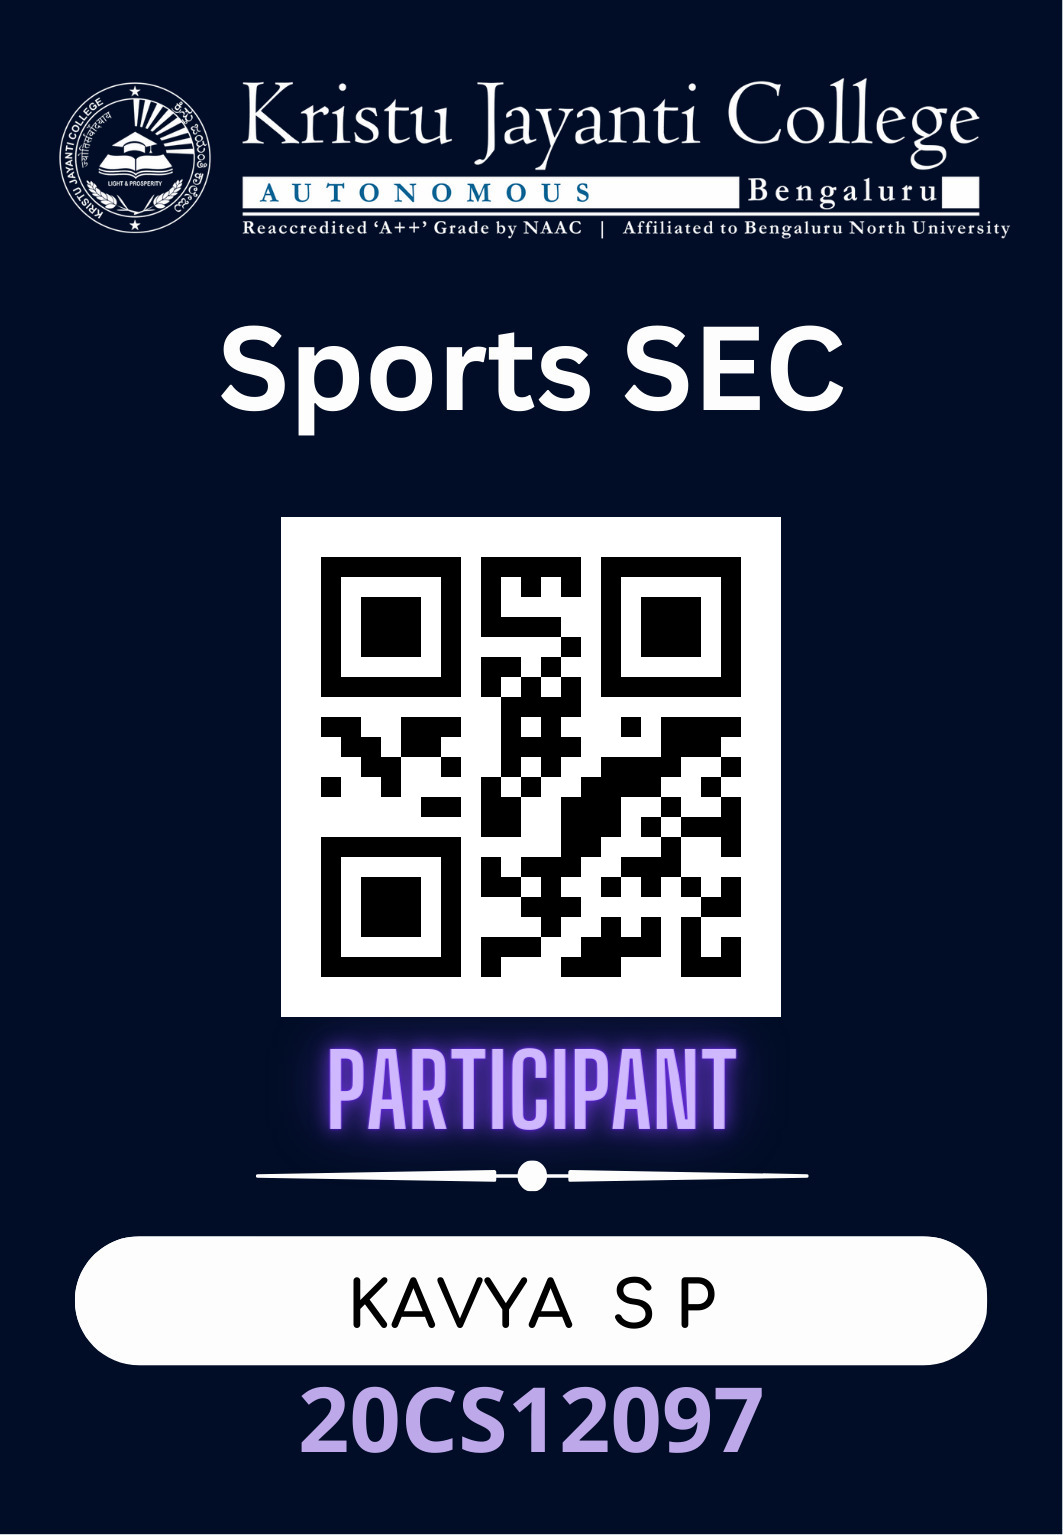 KRISTU JAYANTI COLLEGE
LIGHT & PROSPERITY
Kristu Jayanti College
AUTONOMOUS Bengaluru
Reaccredited ‘A++’ Grade by NAAC | Affiliated to Bengaluru North University
Sports SEC
PARTICIPANT
KAVYA S P
20CS12097